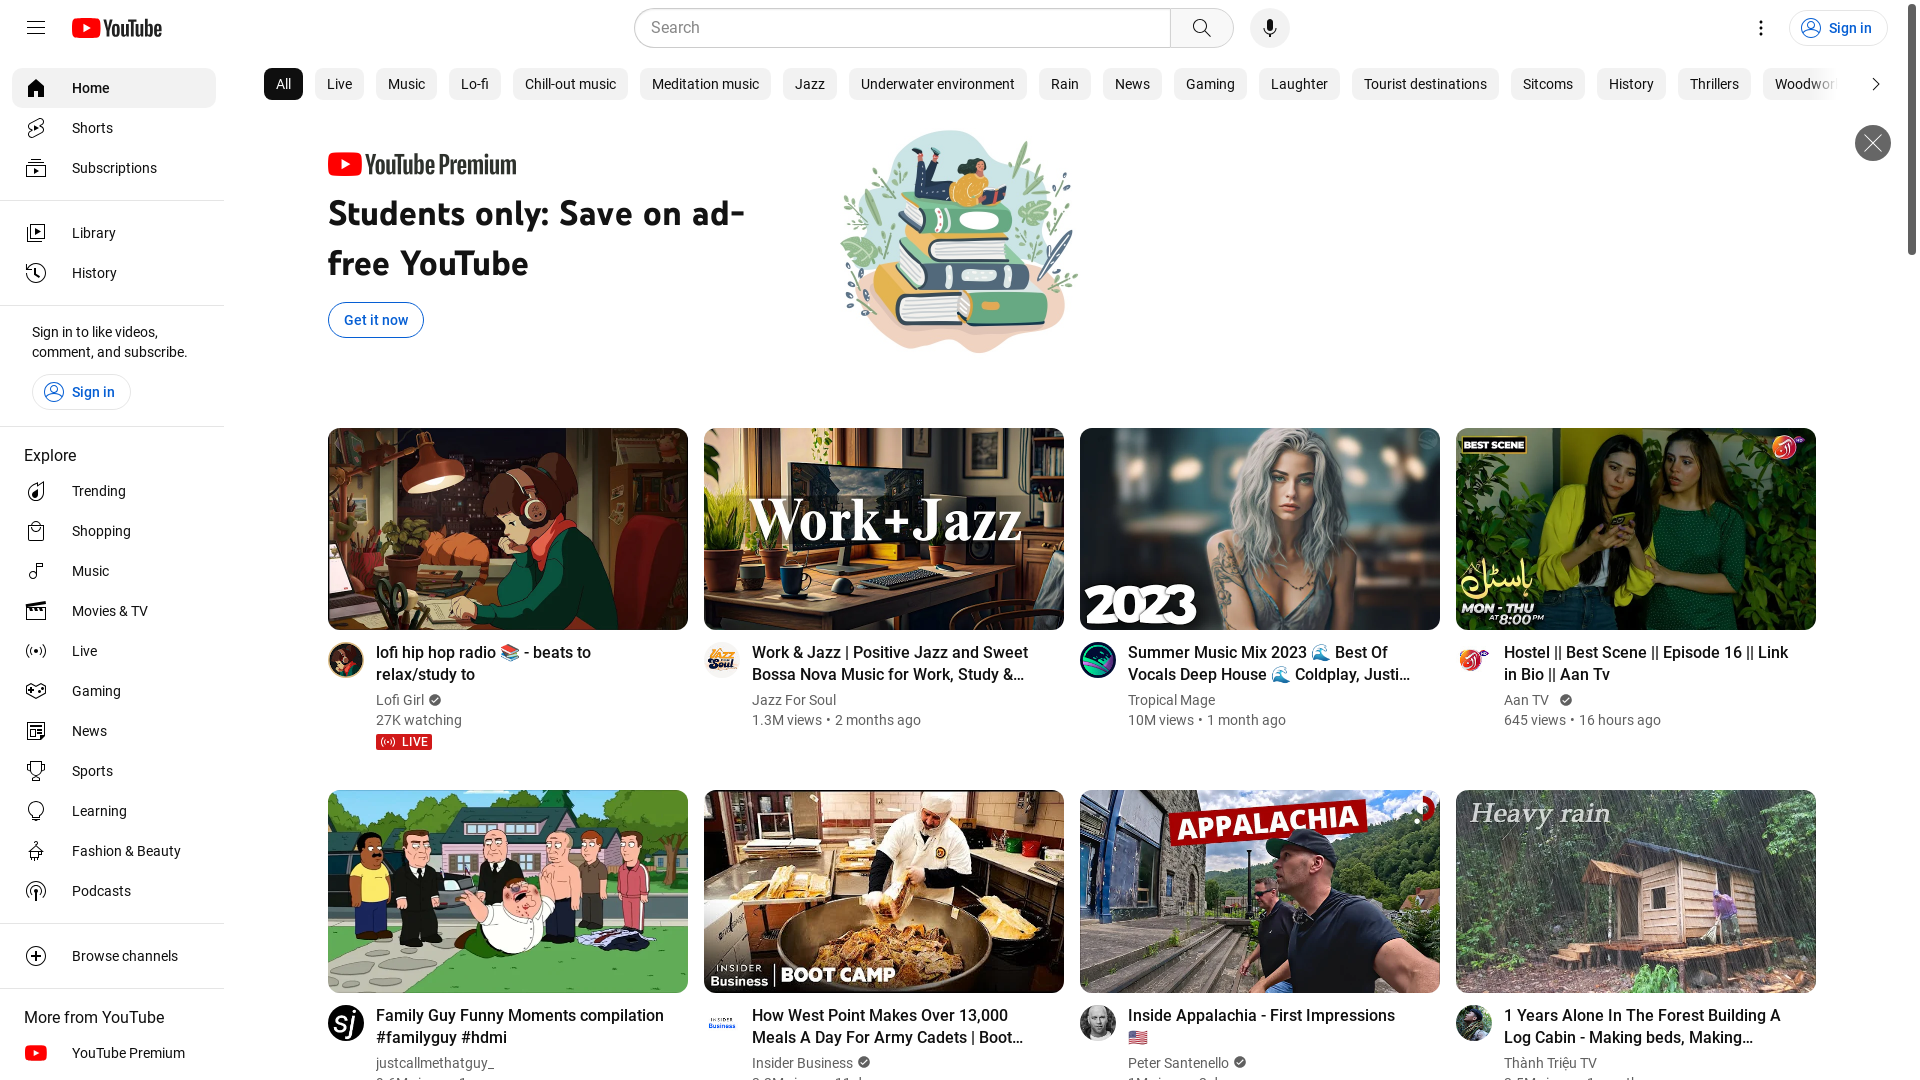 YouTube
Search
Sign in
Home
Shorts
Subscriptions
Library
History
Sign in to like videos,
comment, and subscribe.
Sign in
Explore
Trending
Shopping
Music
Movies & TV
Live
Gaming
News
Sports
Learning
Fashion & Beauty
Podcasts
Browse channels
More from YouTube
YouTube Premium
All
Live
Music
Lo-fi
Chill-out music
Meditation music
Jazz
Underwater environment
Rain
News
Gaming
Laughter
Tourist destinations
Sitcoms
History
Thrillers
YouTube Premium
Students only: Save on ad-
free YouTube
Get it now
lofi hip hop radio 📚 - beats to
relax/study to
Lofi Girl
27K watching
LIVE
Work+Jazz
Work & Jazz | Positive Jazz and Sweet
Bossa Nova Music for Work, Study &...
Jazz For Soul
1.3M views • 2 months ago
2023
Summer Music Mix 2023 🌊 Best Of
Vocals Deep House 🌊 Coldplay, Justi...
Tropical Mage
10M views • 1 month ago
BEST SCENE
ہاسٹل
MON - THU
AT 8:00 PM
Hostel || Best Scene || Episode 16 || Link
in Bio || Aan Tv
Aan TV
645 views • 16 hours ago
sj
Family Guy Funny Moments compilation
#familyguy #hdmi
justcallmethatguy_
INSIDER
Business | BOOT CAMP
INSIDER
Business
How West Point Makes Over 13,000
Meals A Day For Army Cadets | Boot...
Insider Business
APPALACHIA
Inside Appalachia - First Impressions
🇺🇸
Peter Santenello
Heavy rain
1 Years Alone In The Forest Building A
Log Cabin - Making beds, Making...
Thành Triệu TV